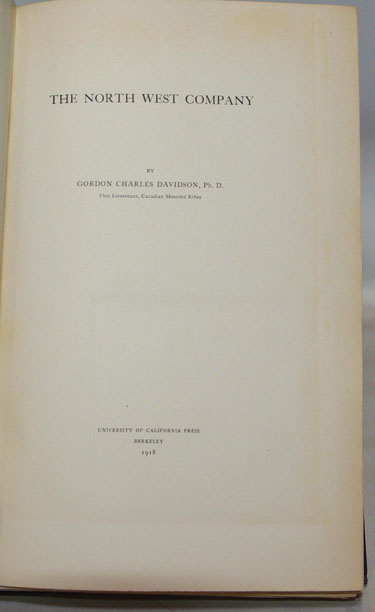 THE NORTH WEST COMPANY
BY
GORDON CHARLES DAVIDSON, Ph. D.
First Lieutenant, Canadian Mounted Rifles
UNIVERSITY OF CALIFORNIA PRESS
BERKELEY
1918